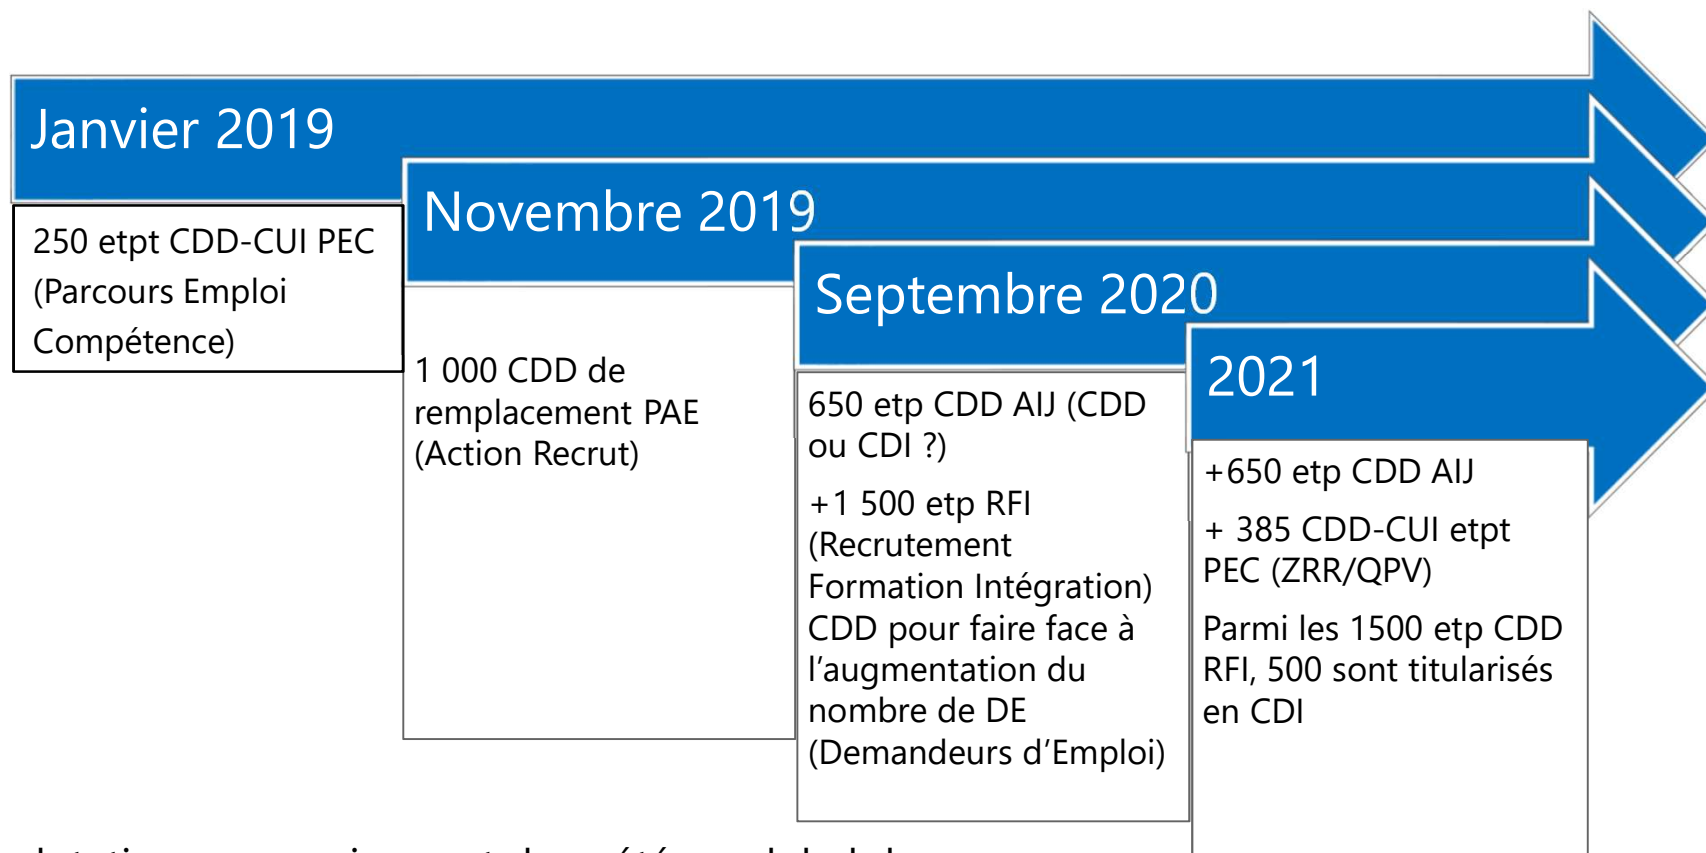 Janvier 2019
250 etpt CDD-CUI PEC
(Parcours Emploi
Compétence)
Novembre 2019
1 000 CDD de
remplacement PAE
(Action Recrut)
Septembre 2020
650 etp CDD AIJ (CDD
ou CDI ?)
+1 500 etp RFI
(Recrutement
Formation Intégration)
CDD pour faire face à
l’augmentation du
nombre de DE
(Demandeurs d’Emploi)
2021
+650 etp CDD AIJ
+ 385 CDD-CUI etpt
PEC (ZRR/QPV)
Parmi les 1500 etp CDD
RFI, 500 sont titularisés
en CDI